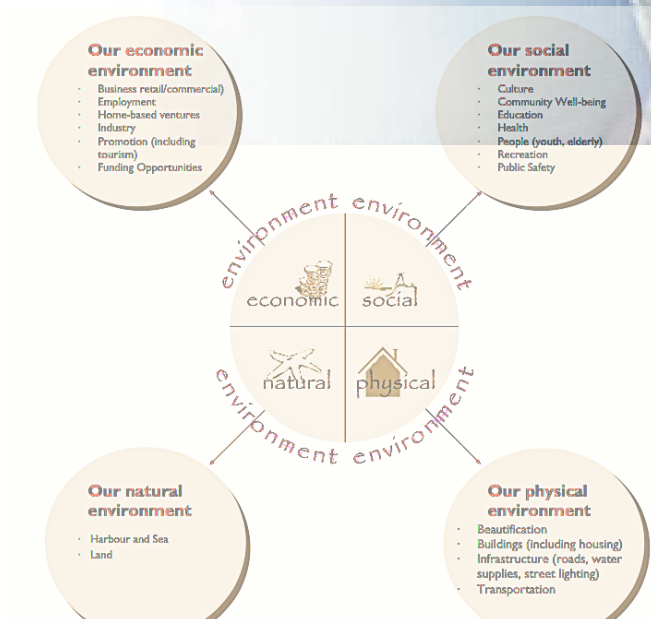 Our economic
environment
· Business retail/commercial)
· Employment
· Home-based ventures
· Industry
· Promotion (including
tourism)
· Funding Opportunities
Our social
environment
· Culture
· Community Well-being
· Education
· Health
· People (youth, elderly)
· Recreation
· Public Safety
environment environment
economic social
natural physical
environment environment
Our natural
environment
· Harbour and Sea
· Land
Our physical
environment
· Beautification
· Buildings (including housing)
· Infrastructure (roads, water
supplies, street lighting)
· Transportation